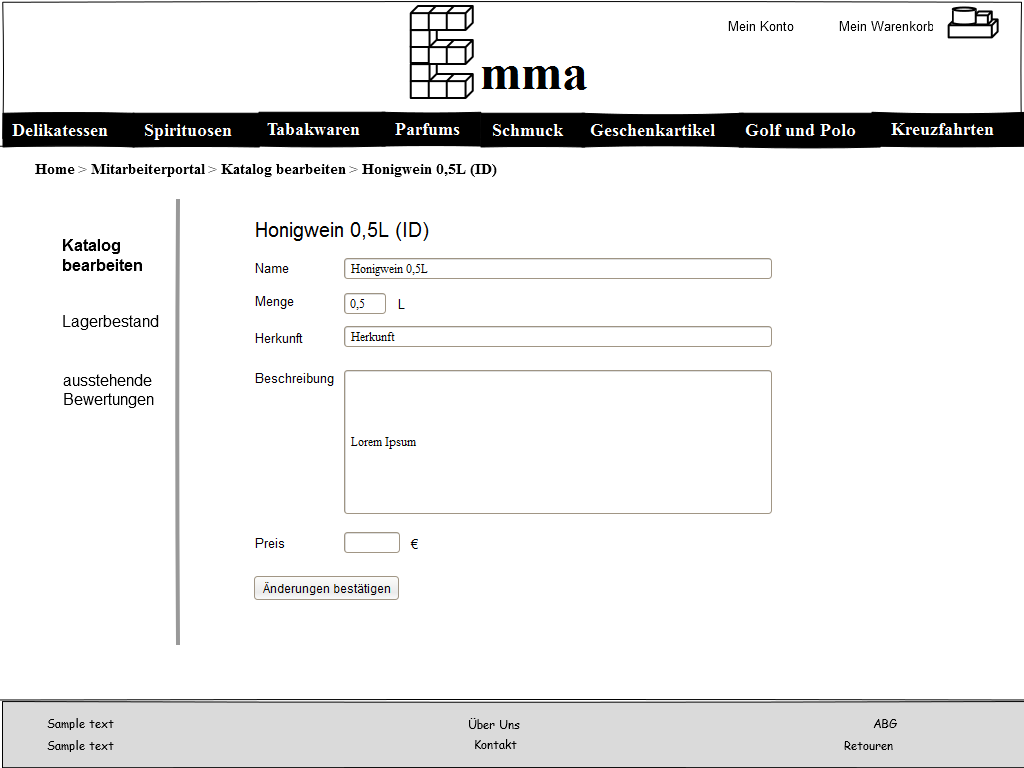 Emma
Mein Konto
Mein Warenkorb
Delikatessen Spirituosen Tabakwaren Parfums Schmuck Geschenkartikel Golf und Polo Kreuzfahrten
Home > Mitarbeiterportal > Katalog bearbeiten > Honigwein 0,5L (ID)
Katalog
bearbeiten
Lagerbestand
ausstehende
Bewertungen
Honigwein 0,5L (ID)
Name Honigwein 0,5L
Menge 0,5 L
Herkunft Herkunft
Beschreibung
Lorem Ipsum
Preis €
Änderungen bestätigen
Sample text Über Uns ABG
Sample text Kontakt Retouren